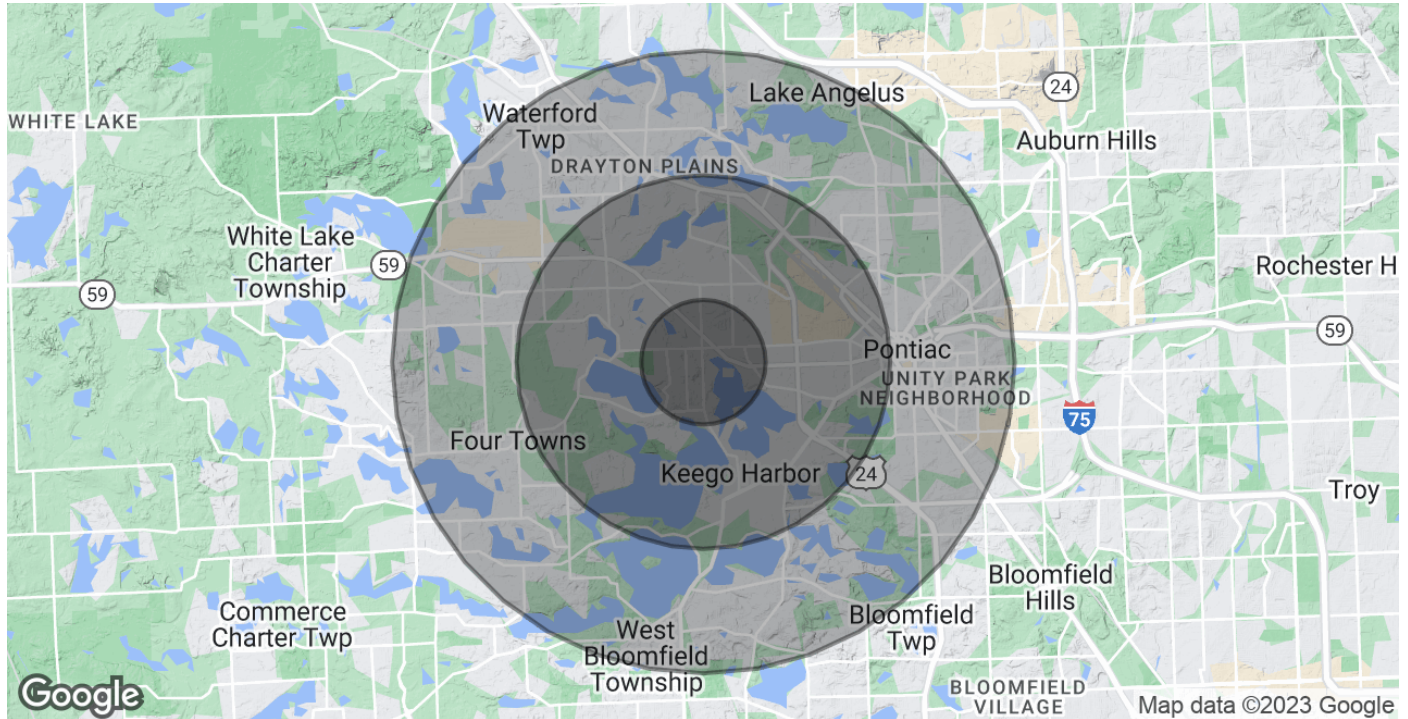 Lake Angelus
24
Waterford
Twp
WHITE LAKE
Auburn Hills
DRAYTON PLAINS
White Lake
Charter
Township
59
59
Rochester H
59
Pontiac
UNITY PARK
NEIGHBORHOOD
75
Four Towns
Keego Harbor
24
Troy
Bloomfield
Hills
Commerce
Charter Twp
Bloomfield
Twp
West
Bloomfield
Township
BLOOMFIELD
VILLAGE
Google
Map data ©2023 Google